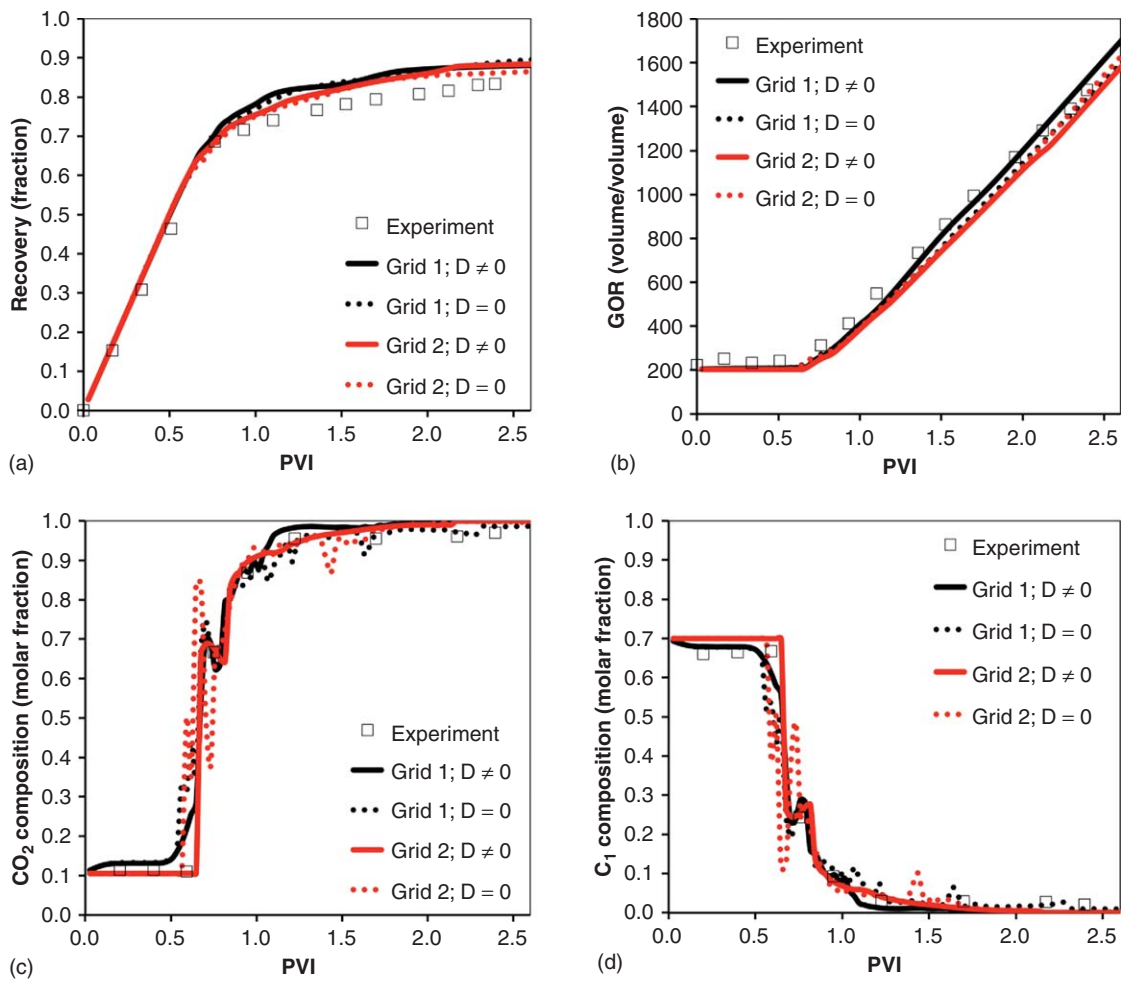 1.0
0.9
0.8
0.7
0.6
0.5
0.4
0.3
0.2
0.1
0.0
Recovery (fraction)
Experiment
Grid 1; D ≠ 0
Grid 1; D = 0
Grid 2; D ≠ 0
Grid 2; D = 0
0.0 0.5 1.0 1.5 2.0 2.5
PVI
(a)
1800
1600
1400
1200
1000
800
600
400
200
0
GOR (volume/volume)
Experiment
Grid 1; D ≠ 0
Grid 1; D = 0
Grid 2; D ≠ 0
Grid 2; D = 0
0.0 0.5 1.0 1.5 2.0 2.5
PVI
(b)
1.0
0.9
0.8
0.7
0.6
0.5
0.4
0.3
0.2
0.1
0.0
CO₂ composition (molar fraction)
Experiment
Grid 1; D ≠ 0
Grid 1; D = 0
Grid 2; D ≠ 0
Grid 2; D = 0
0.0 0.5 1.0 1.5 2.0 2.5
PVI
(c)
1.0
0.9
0.8
0.7
0.6
0.5
0.4
0.3
0.2
0.1
0.0
C₁ composition (molar fraction)
Experiment
Grid 1; D ≠ 0
Grid 1; D = 0
Grid 2; D ≠ 0
Grid 2; D = 0
0.0 0.5 1.0 1.5 2.0 2.5
PVI
(d)